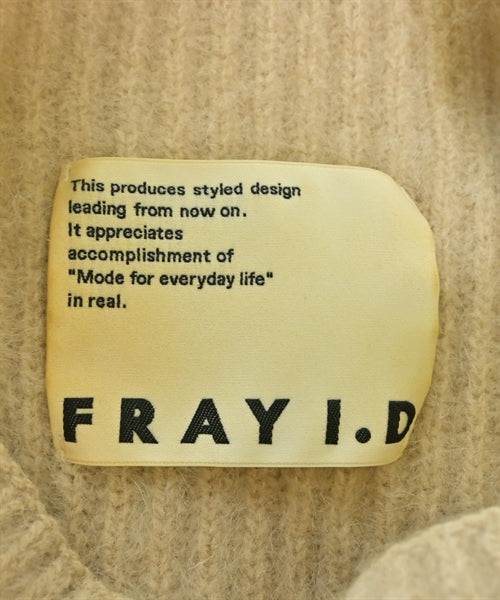 This produces styled design
leading from now on.
It appreciates
accomplishment of
"Mode for everyday life"
in real.
FRAY I.D